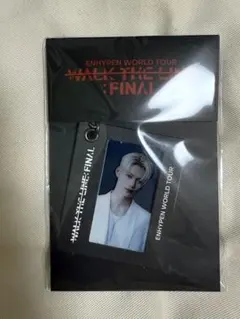 ENHYPEN WORLD TOUR
WALK THE LINE
:FINAL
WALK THE LINE: FINAL
ENHYPEN WORLD TOUR